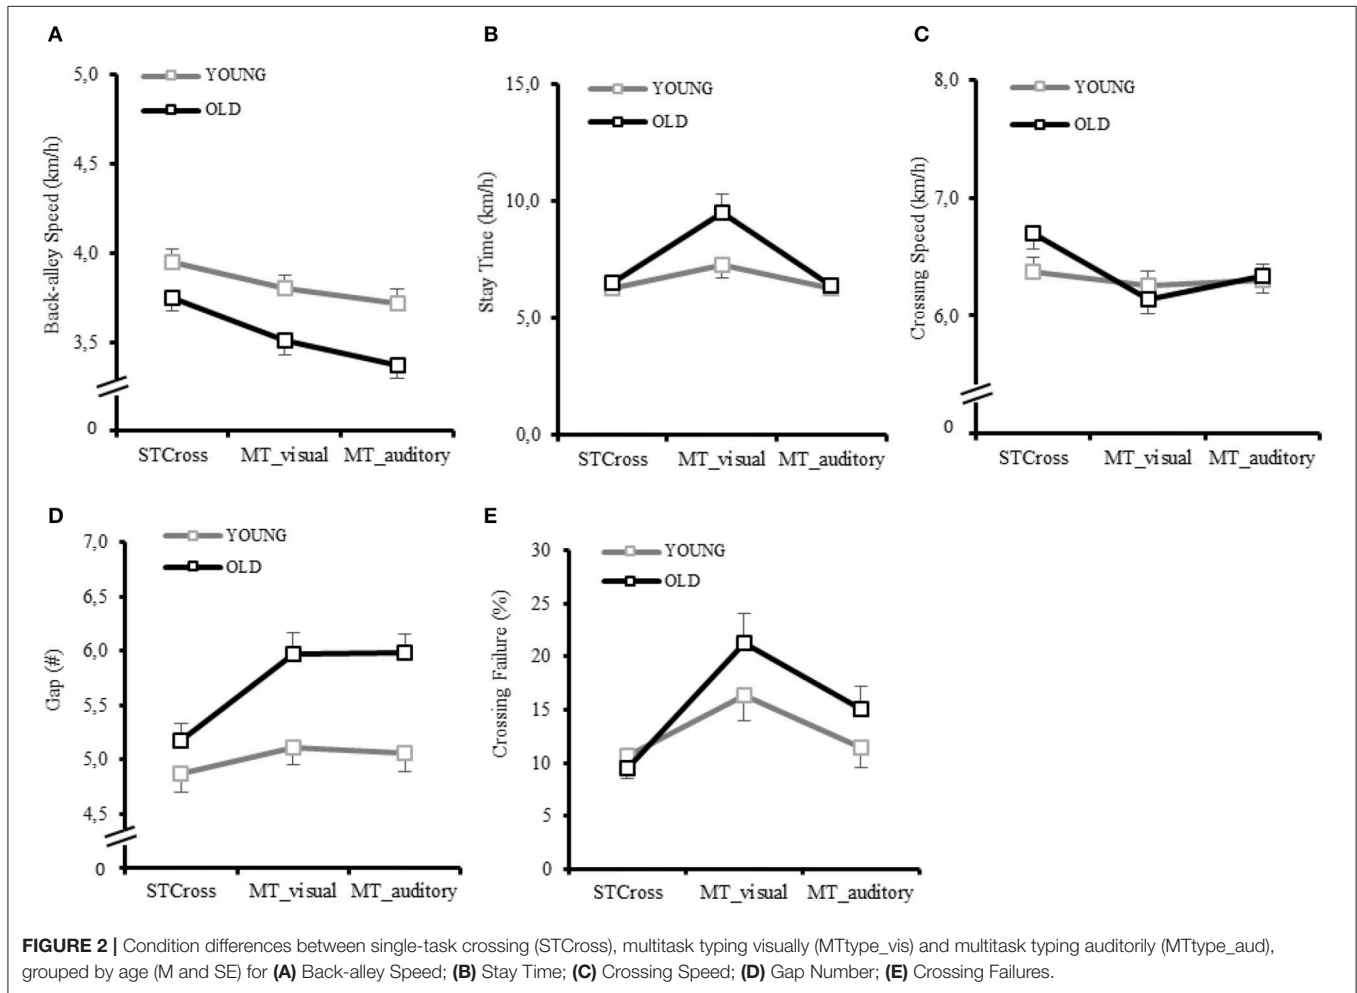 A
YOUNG
OLD
Back-alley Speed (km/h)
5,0
4,5
4,0
3,5
0
STCross MT_visual MT_auditory
B
YOUNG
OLD
Stay Time (km/h)
15,0
10,0
5,0
0,0
STCross MT_visual MT_auditory
C
YOUNG
OLD
Crossing Speed (km/h)
8,0
7,0
6,0
0
STCross MT_visual MT_auditory
D
YOUNG
OLD
Gap (#)
7,0
6,5
6,0
5,5
5,0
4,5
0
STCross MT_visual MT_auditory
E
YOUNG
OLD
Crossing Failure (%)
30
25
20
15
10
5
0
STCross MT_visual MT_auditory
FIGURE 2 | Condition differences between single-task crossing (STCross), multitask typing visually (MTtype_vis) and multitask typing auditorily (MTtype_aud),
grouped by age (M and SE) for (A) Back-alley Speed; (B) Stay Time; (C) Crossing Speed; (D) Gap Number; (E) Crossing Failures.